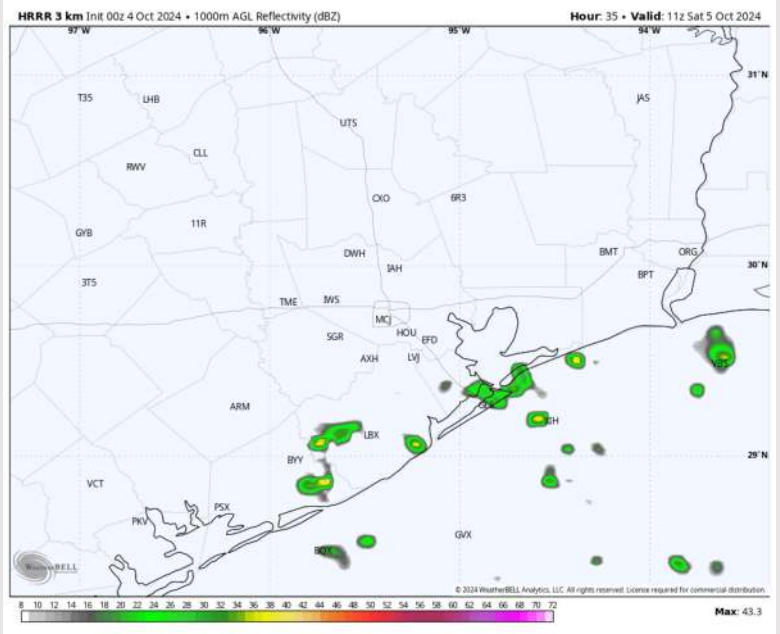 HRRR 3 km Init 00z 4 Oct 2024 • 1000m AGL Reflectivity (dBZ) Hour: 35 • Valid: 11z Sat 5 Oct 2024
97°W 96°W 95°W 94°W
31°N
T35 LHB JAS
UTS
CLL
RWV
CXO 6R3
11R
GYB
DWH BMT ORG
IAH 30°N
BPT
3T5
TME IWS
MCJ
SGR HOU EFD
AXH LVJ
VBS
ARM
LBX
29°N
BYY
VCT
PSX
PKV
GVX
BQX
WeatherBELL
© 2024 WeatherBELL Analytics, LLC. All rights reserved. License required for commercial distribution.
8 10 12 14 16 18 20 22 24 26 28 30 32 34 36 38 40 42 44 46 48 50 52 54 56 58 60 62 64 66 68 70 72 Max: 43.3